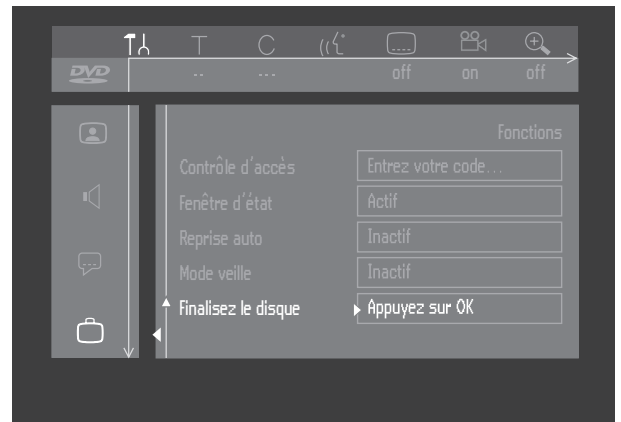 T C
DVD -- --- off on off
Fonctions
Contrôle d'accès Entrez votre code...
Fenêtre d'état Actif
Reprise auto Inactif
Mode veille Inactif
Finalisez le disque Appuyez sur OK